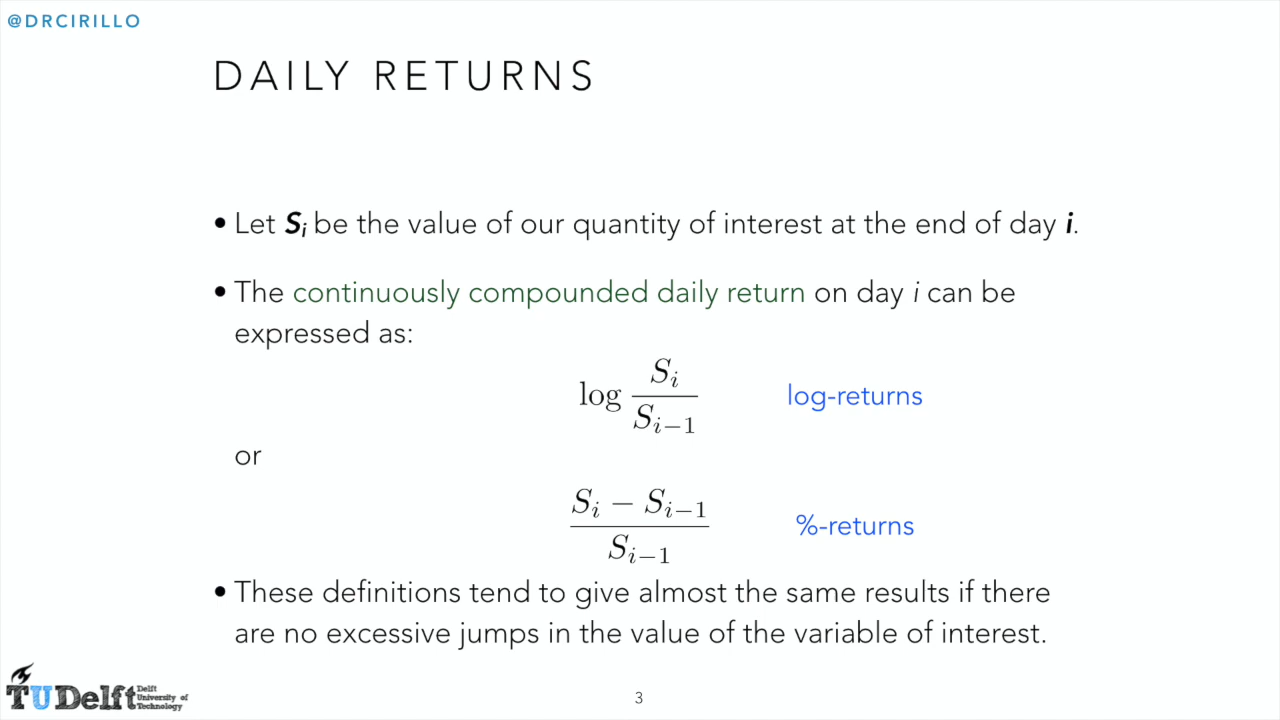 @DRCIRILLO
DAILY RETURNS
• Let Sᵢ be the value of our quantity of interest at the end of day i.
• The continuously compounded daily return on day i can be
expressed as:
log Sᵢ / Sᵢ₋₁ log-returns
or
Sᵢ − Sᵢ₋₁ / Sᵢ₋₁ %-returns
• These definitions tend to give almost the same results if there
are no excessive jumps in the value of the variable of interest.
TUDelft Delft
University of
Technology
3